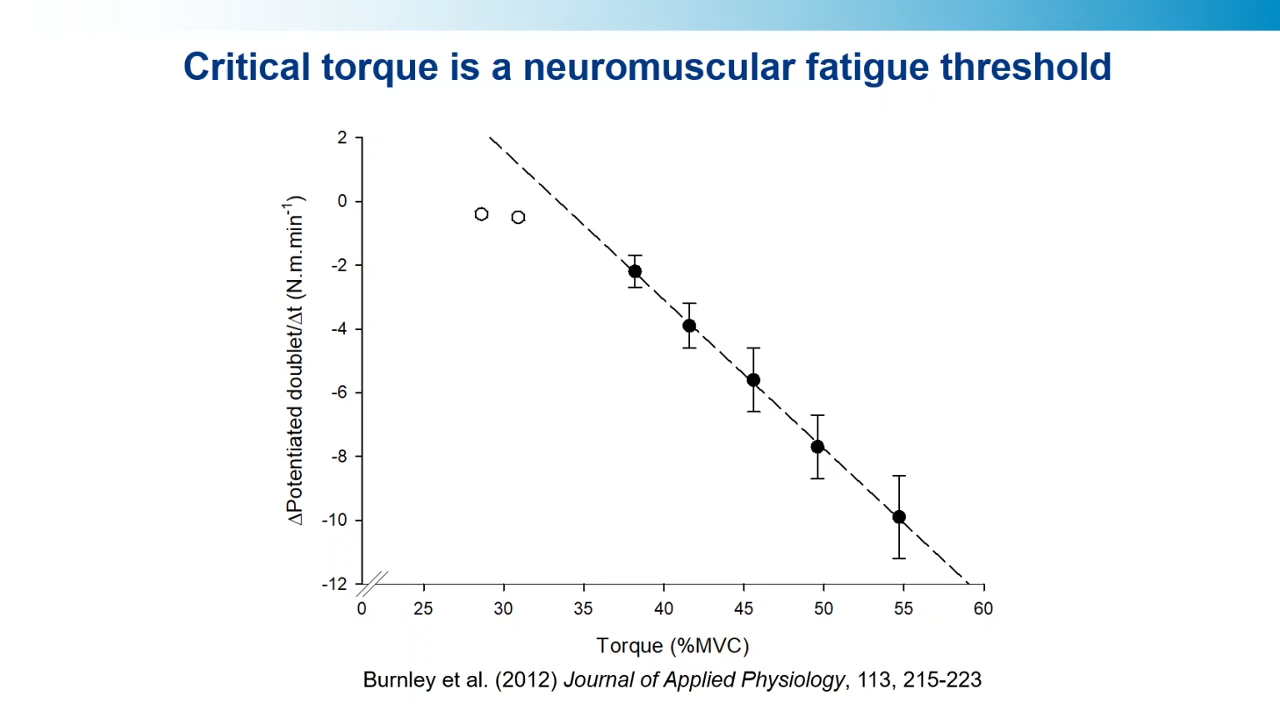 Critical torque is a neuromuscular fatigue threshold
2
0
-2
-4
-6
-8
-10
-12
ΔPotentiated doublet/Δt (N.m.min-1)
0 25 30 35 40 45 50 55 60
Torque (%MVC)
Burnley et al. (2012) Journal of Applied Physiology, 113, 215-223